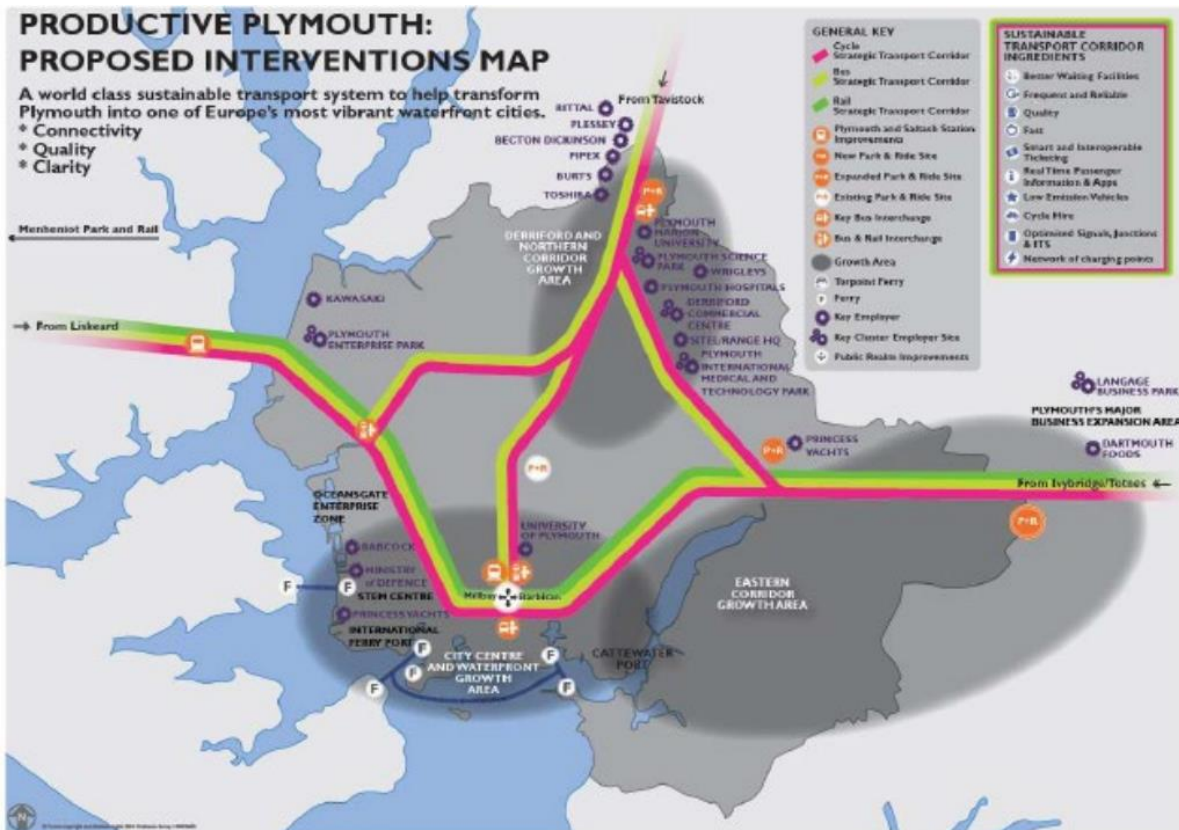 PRODUCTIVE PLYMOUTH:
PROPOSED INTERVENTIONS MAP
A world class sustainable transport system to help transform
Plymouth into one of Europe's most vibrant waterfront cities.
* Connectivity
* Quality
* Clarity
Menheniot Park and Rail
From Liskeard
From Tavistock
RITTAL
PLESSEY
BECTON DICKINSON
PIPEX
BURTS
TOSHIBA
DERRIFORD AND
NORTHERN
CORRIDOR
GROWTH
AREA
P+R
PLYMOUTH
MARJON
UNIVERSITY
PLYMOUTH SCIENCE
PARK
WRIGLEYS
PLYMOUTH HOSPITALS
DERRIFORD
COMMERCIAL
CENTRE
SITEL/RANGE HQ
PLYMOUTH
INTERNATIONAL
MEDICAL AND
TECHNOLOGY PARK
KAWASAKI
PLYMOUTH
ENTERPRISE PARK
P+R
PRINCESS
YACHTS
LANGAGE
BUSINESS PARK
PLYMOUTH'S MAJOR
BUSINESS EXPANSION AREA
DARTMOUTH
FOODS
From Ivybridge/Totnes
P+R
P+R
OCEANSGATE
ENTERPRISE
ZONE
BABCOCK
MINISTRY
of DEFENCE
STEM CENTRE
PRINCESS YACHTS
INTERNATIONAL
FERRY PORT
UNIVERSITY
OF PLYMOUTH
Millbay
Barbican
CITY CENTRE
AND WATERFRONT
GROWTH
AREA
CATTEWATER
PORT
EASTERN
CORRIDOR
GROWTH AREA
F
F
F
F
F
F
F
GENERAL KEY
Cycle
Strategic Transport Corridor
Bus
Strategic Transport Corridor
Rail
Strategic Transport Corridor
Plymouth and Saltash Station
Improvements
New Park & Ride Site
Expanded Park & Ride Site
Existing Park & Ride Site
Key Bus Interchange
Bus & Rail Interchange
Growth Area
Torpoint Ferry
Ferry
Key Employer
Key Cluster Employer Site
Public Realm Improvements
SUSTAINABLE
TRANSPORT CORRIDOR
INGREDIENTS
Better Waiting Facilities
Frequent and Reliable
Quality
Fast
Smart and Interoperable
Ticketing
Real Time Passenger
Information & Apps
Low Emission Vehicles
Cycle Hire
Optimised Signals, Junctions
& ITS
Network of charging points